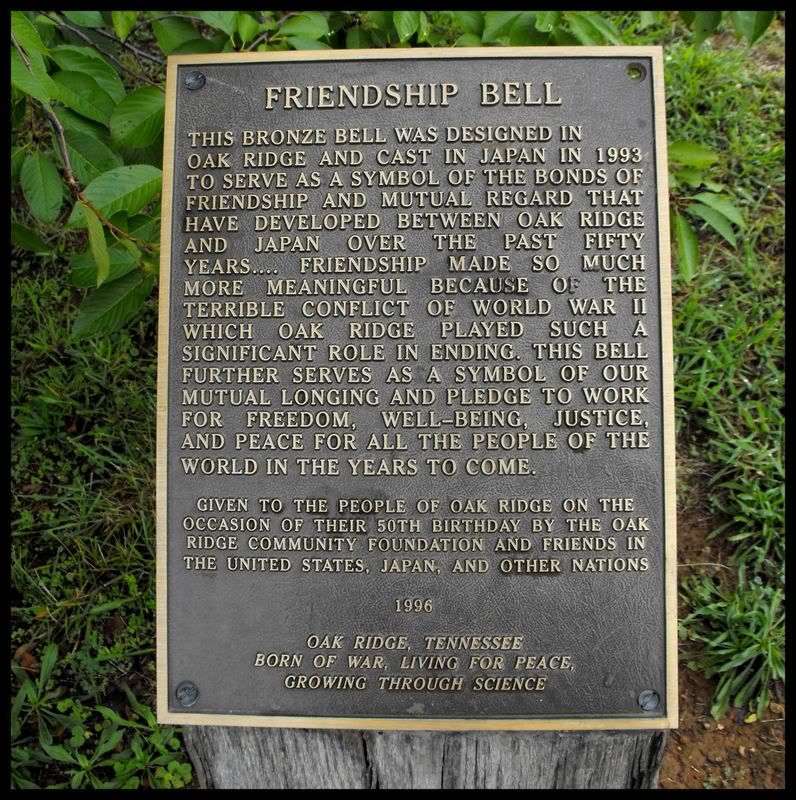 FRIENDSHIP BELL
THIS BRONZE BELL WAS DESIGNED IN
OAK RIDGE AND CAST IN JAPAN IN 1993
TO SERVE AS A SYMBOL OF THE BONDS OF
FRIENDSHIP AND MUTUAL REGARD THAT
HAVE DEVELOPED BETWEEN OAK RIDGE
AND JAPAN OVER THE PAST FIFTY
YEARS.... FRIENDSHIP MADE SO MUCH
MORE MEANINGFUL BECAUSE OF THE
TERRIBLE CONFLICT OF WORLD WAR II
WHICH OAK RIDGE PLAYED SUCH A
SIGNIFICANT ROLE IN ENDING. THIS BELL
FURTHER SERVES AS A SYMBOL OF OUR
MUTUAL LONGING AND PLEDGE TO WORK
FOR FREEDOM, WELL-BEING, JUSTICE,
AND PEACE FOR ALL THE PEOPLE OF THE
WORLD IN THE YEARS TO COME.
GIVEN TO THE PEOPLE OF OAK RIDGE ON THE
OCCASION OF THEIR 50TH BIRTHDAY BY THE OAK
RIDGE COMMUNITY FOUNDATION AND FRIENDS IN
THE UNITED STATES, JAPAN, AND OTHER NATIONS
1996
OAK RIDGE, TENNESSEE
BORN OF WAR, LIVING FOR PEACE,
GROWING THROUGH SCIENCE